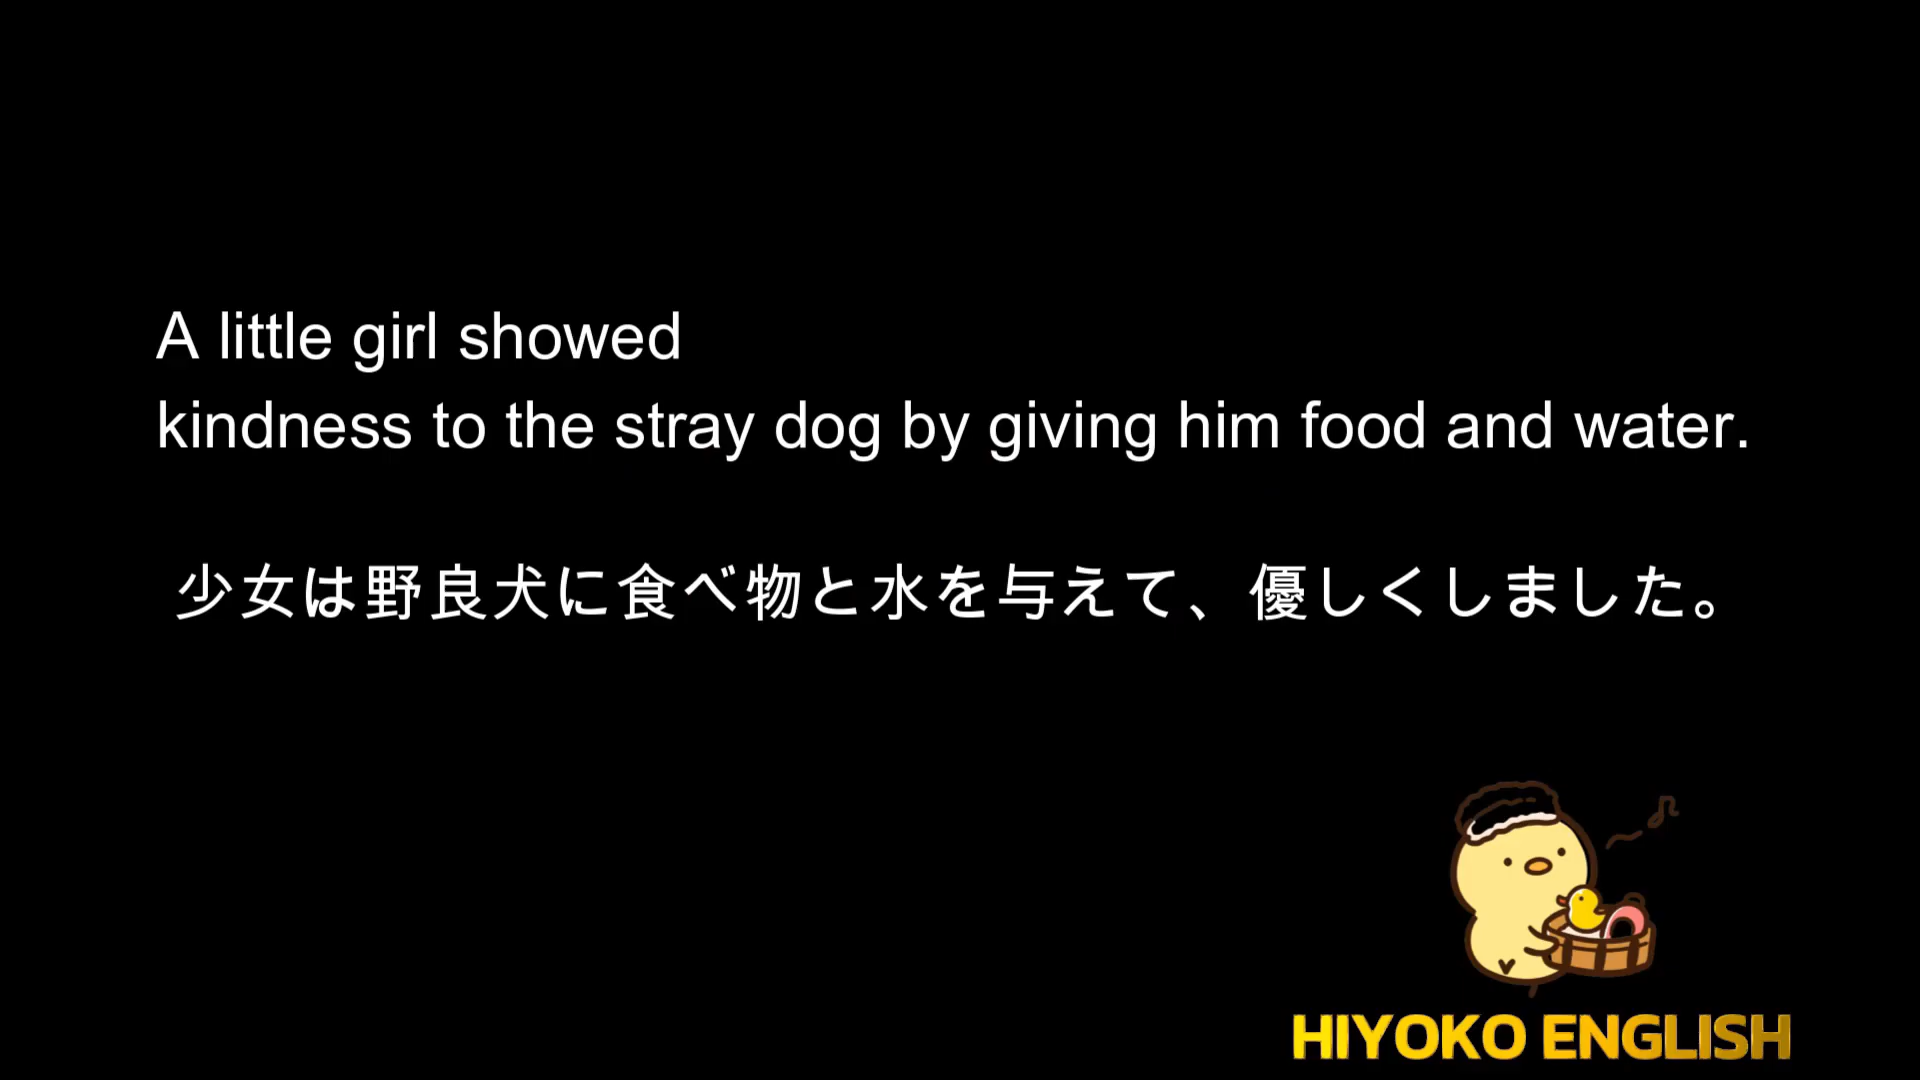 A little girl showed
kindness to the stray dog by giving him food and water.
少女は野良犬に食べ物と水を与えて、優しくしました。
HIYOKO ENGLISH